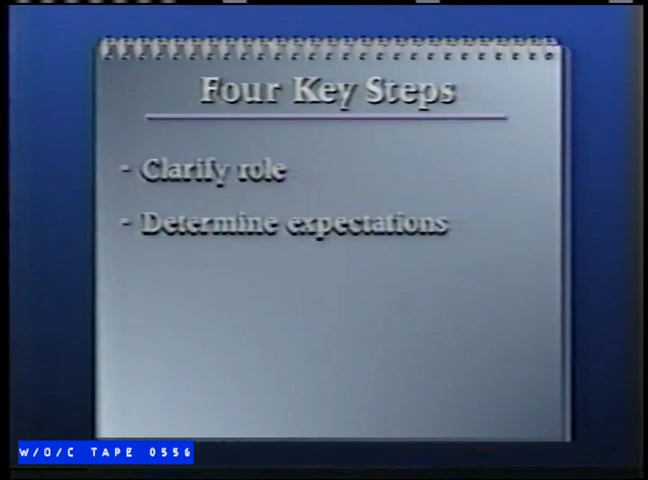 Four Key Steps
- Clarify role
- Determine expectations
W/O/C TAPE 0556